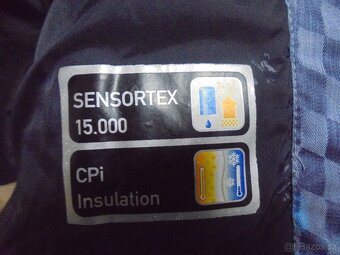 SENSORTEX
15.000
CPi
Insulation